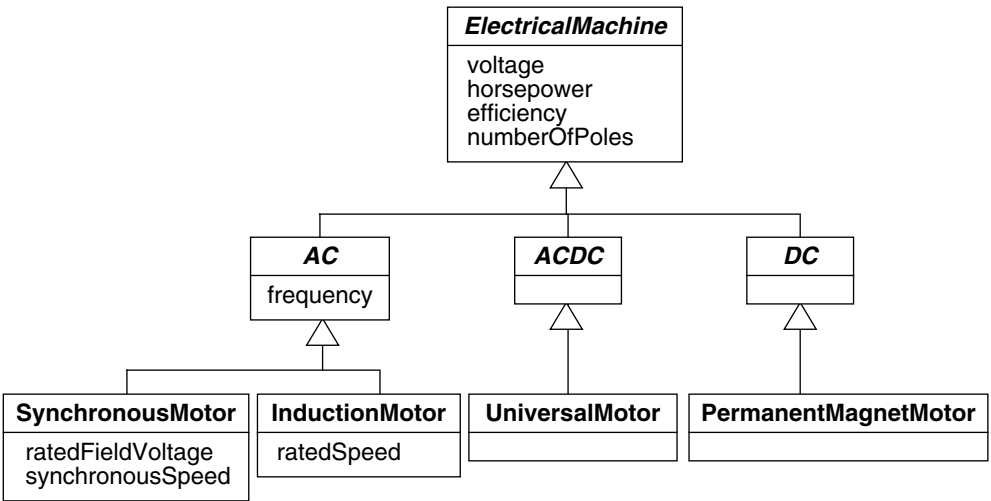 ElectricalMachine
voltage
horsepower
efficiency
numberOfPoles
AC
frequency
ACDC
DC
SynchronousMotor
ratedFieldVoltage
synchronousSpeed
InductionMotor
ratedSpeed
UniversalMotor
PermanentMagnetMotor